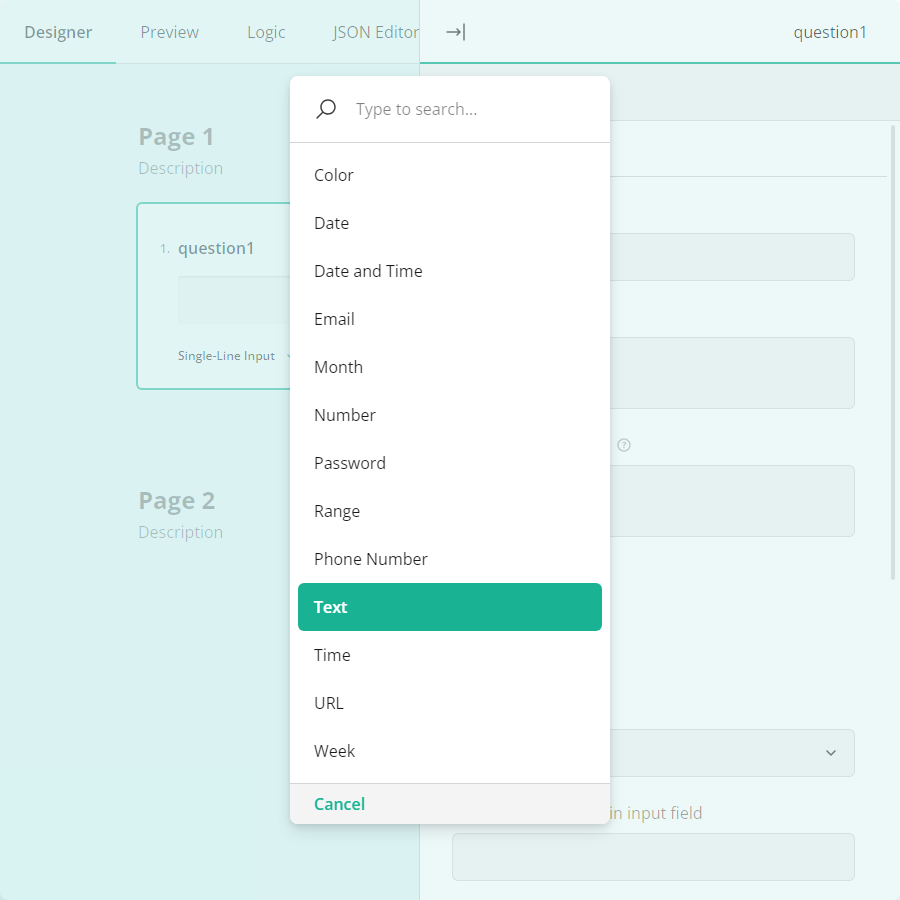 Designer Preview Logic JSON Editor question1
Type to search...
Page 1
Description
1. question1
Single-Line Input
Color
Date
Date and Time
Email
Month
Number
Password
Range
Phone Number
Text
Time
URL
Week
Cancel
Page 2
Description
?
in input field